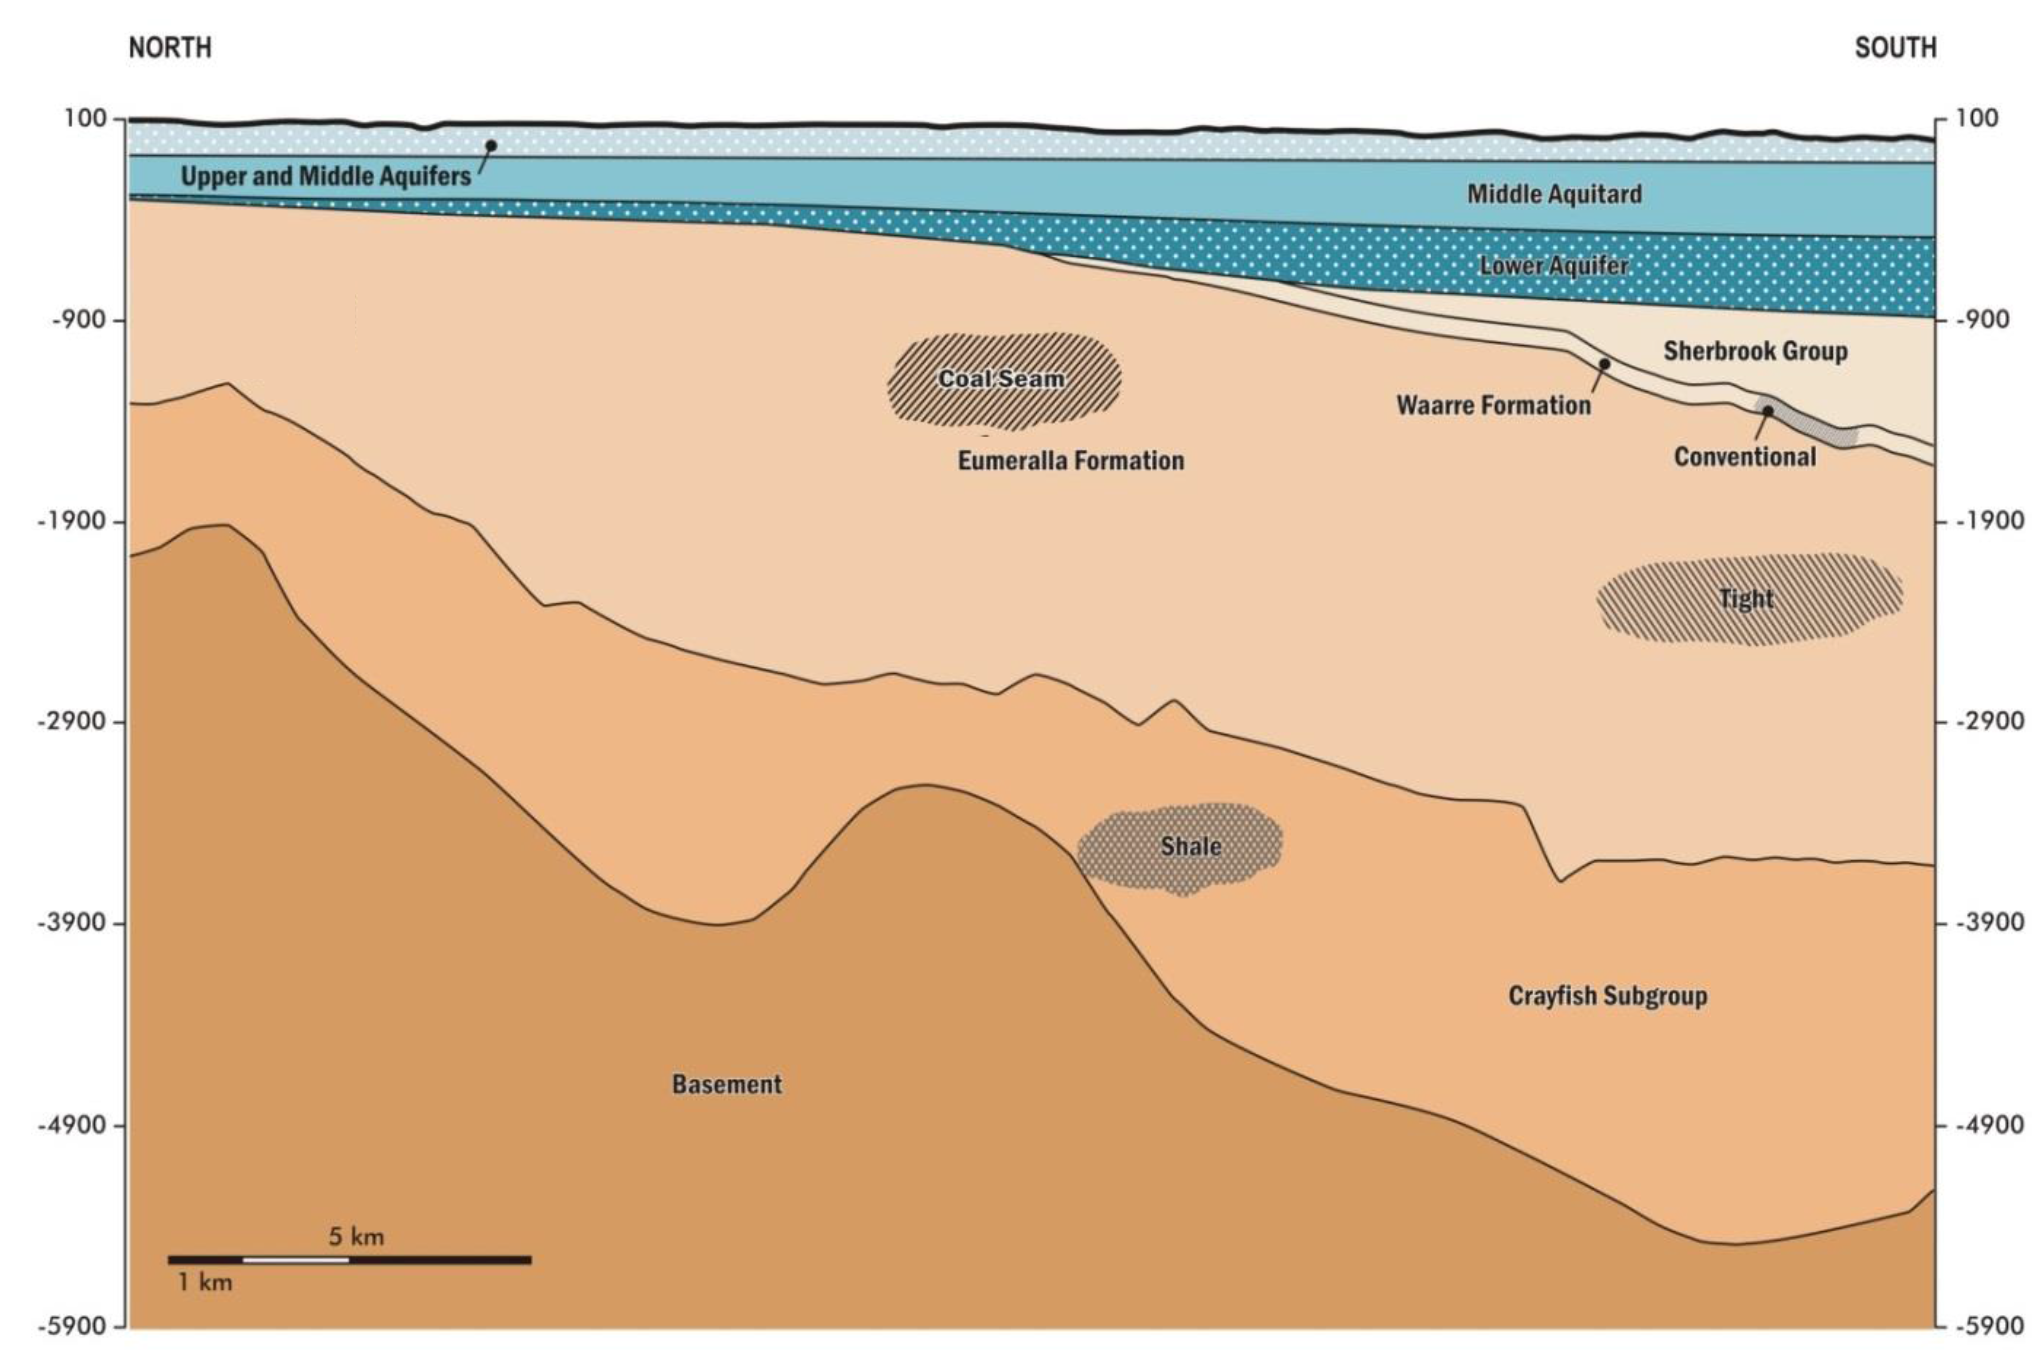 NORTH
SOUTH
100
100
Upper and Middle Aquifers
Middle Aquitard
Lower Aquifer
-900
-900
Sherbrook Group
Coal Seam
Waarre Formation
Eumeralla Formation
Conventional
-1900
-1900
Tight
-2900
-2900
Shale
-3900
-3900
Crayfish Subgroup
Basement
-4900
-4900
5 km
1 km
-5900
-5900